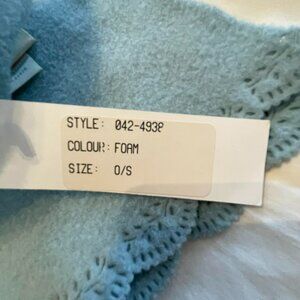 STYLE: 042-4938
COLOUR: FOAM
SIZE: O/S